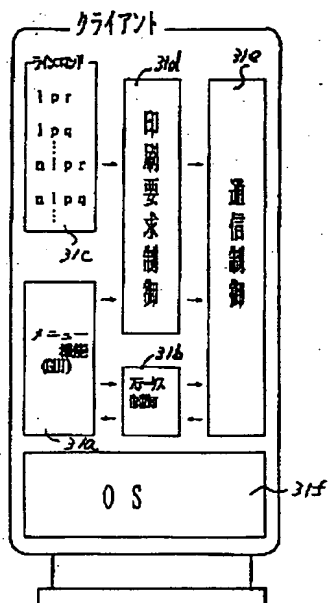 クライアント
ラインコマンド
lpr
lpq
nlpr
nlpq
31c
31d
印刷要求制御
31e
通信制御
メニュー
機能
(GUI)
31a
31b
ステータス
OS
31f